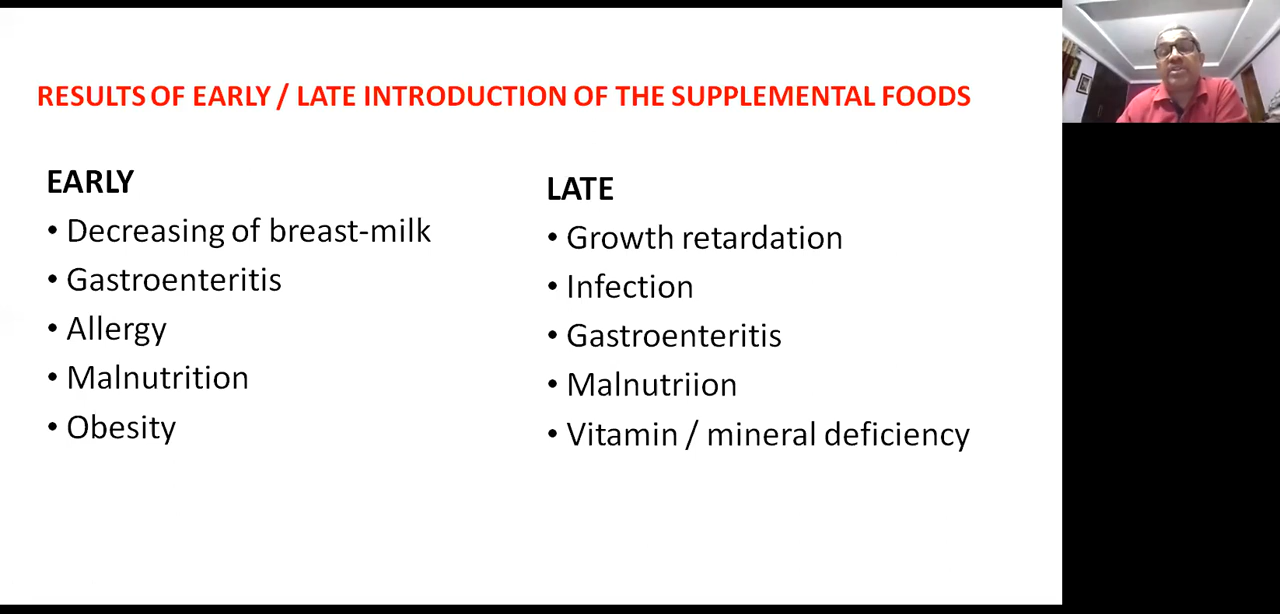 RESULTS OF EARLY / LATE INTRODUCTION OF THE SUPPLEMENTAL FOODS
EARLY
• Decreasing of breast-milk
• Gastroenteritis
• Allergy
• Malnutrition
• Obesity
LATE
• Growth retardation
• Infection
• Gastroenteritis
• Malnutriion
• Vitamin / mineral deficiency